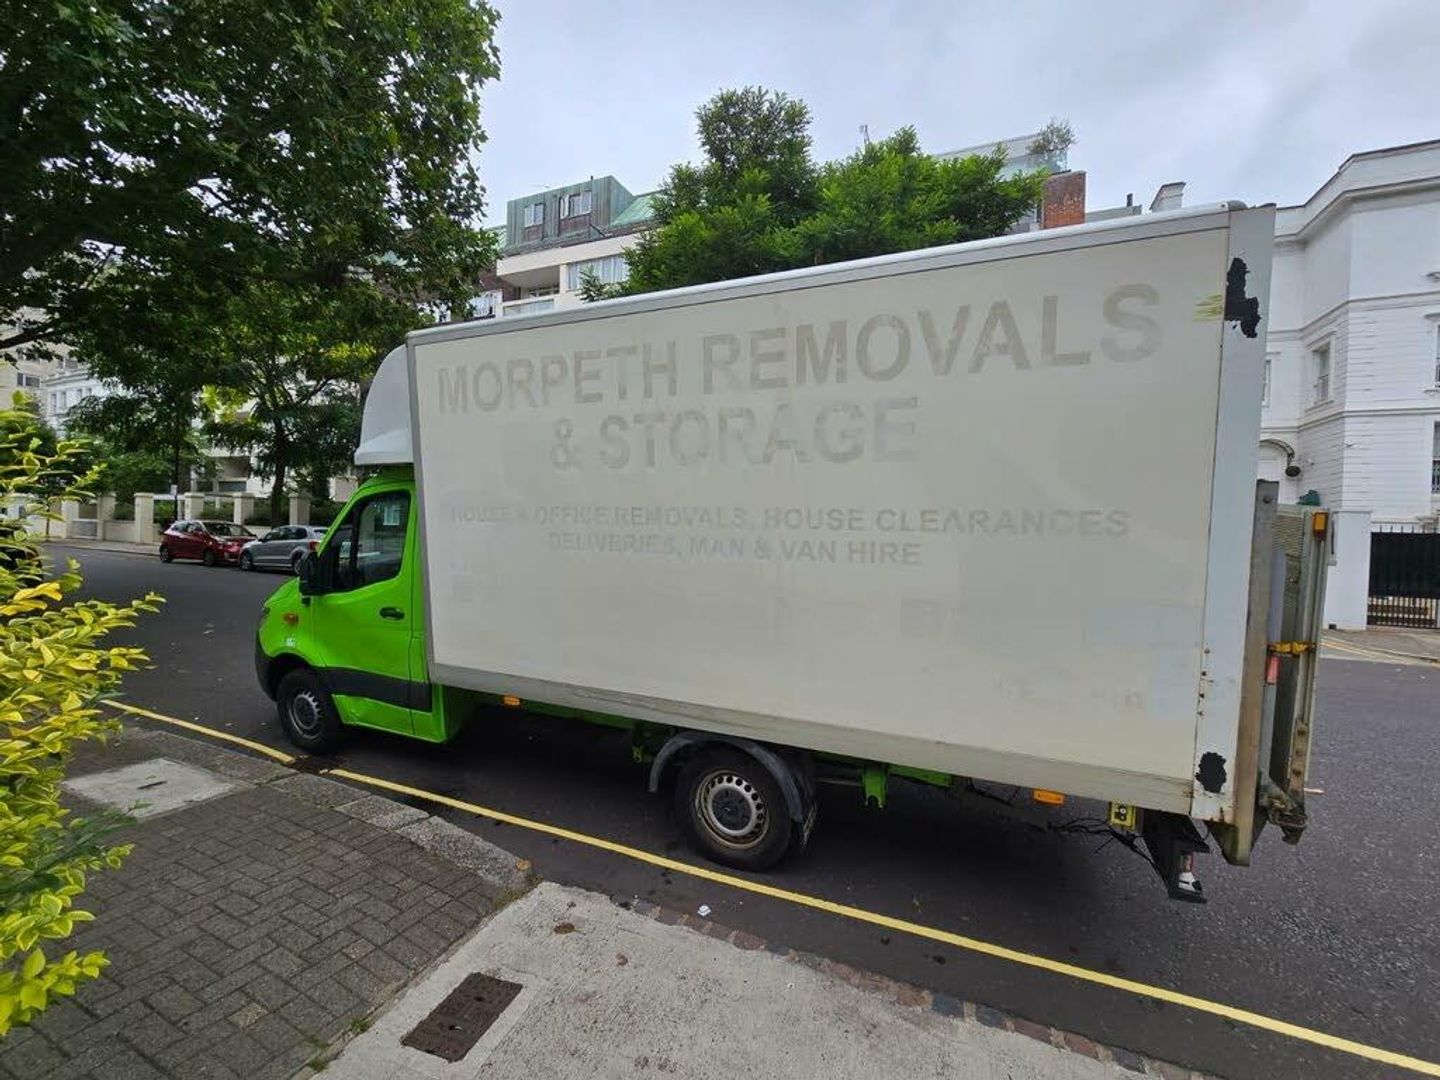 MORPETH REMOVALS
& STORAGE
HOUSE & OFFICE REMOVALS, HOUSE CLEARANCES
DELIVERIES, MAN & VAN HIRE